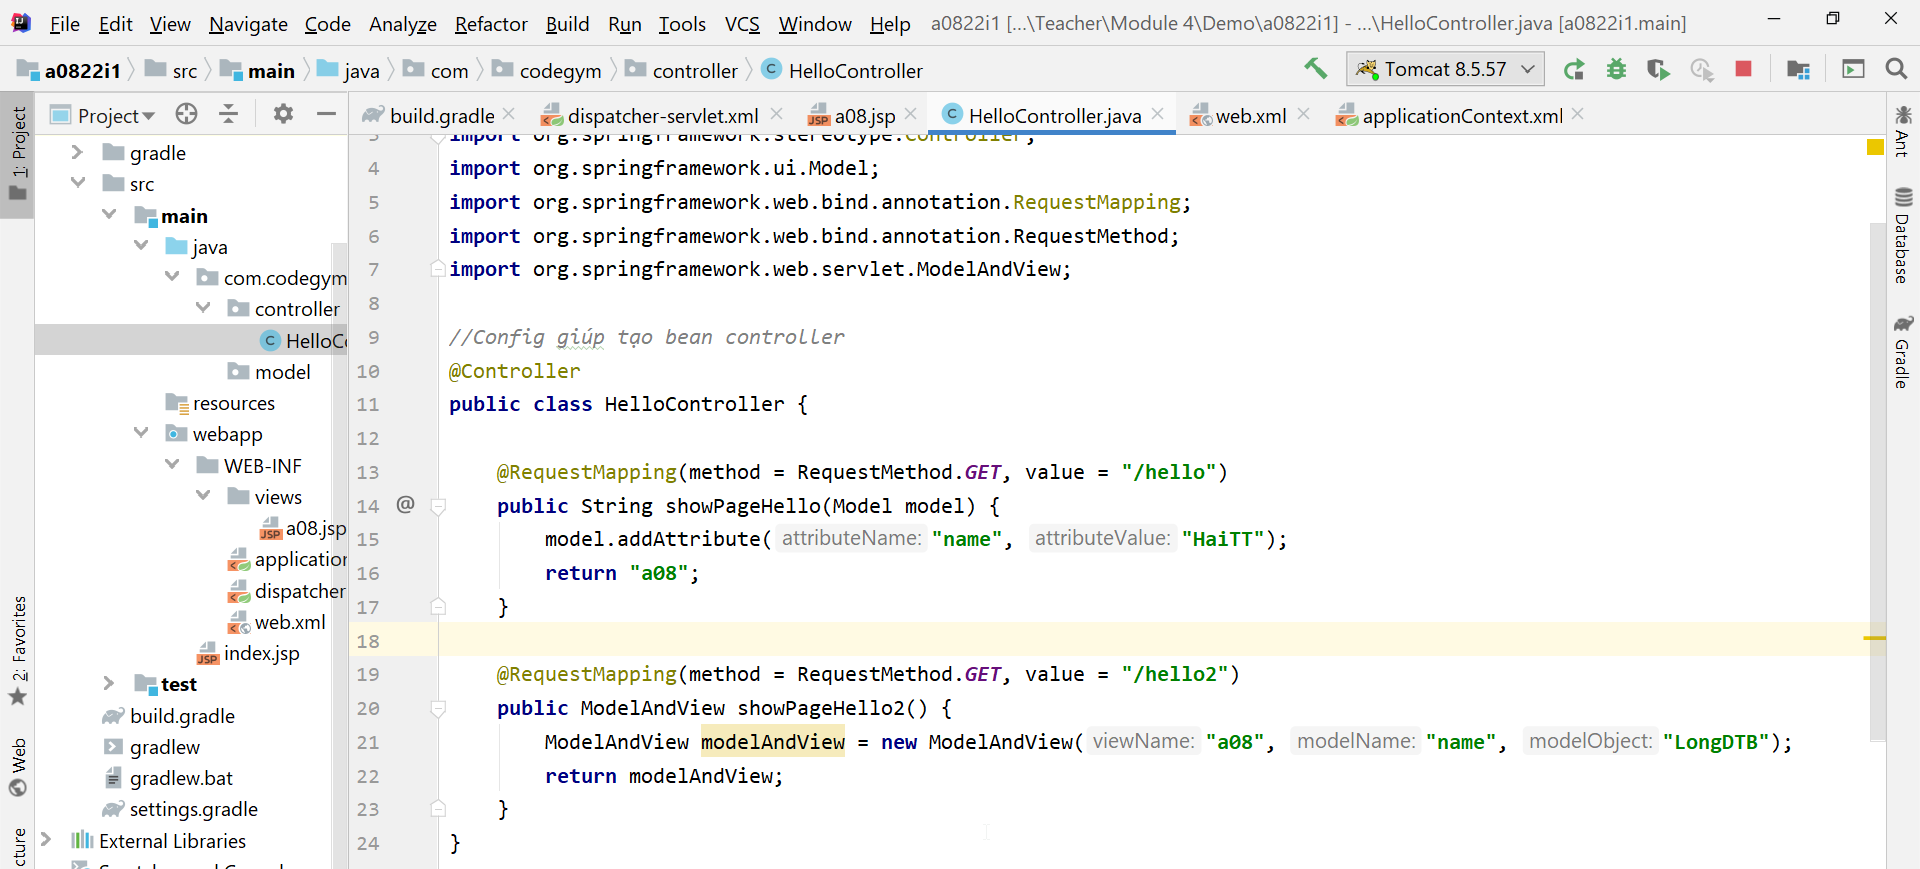 File Edit View Navigate Code Analyze Refactor Build Run Tools VCS Window Help a0822i1 [...\Teacher\Module 4\Demo\a0822i1] - ...\HelloController.java [a0822i1.main]
a0822i1 src main java com codegym controller HelloController Tomcat 8.5.57
Project
build.gradle dispatcher-servlet.xml a08.jsp HelloController.java web.xml applicationContext.xml
1: Project
2: Favorites
Web
cture
gradle
src
main
java
com.codegym
controller
HelloCo
model
resources
webapp
WEB-INF
views
a08.jsp
application
dispatcher
web.xml
index.jsp
test
build.gradle
gradlew
gradlew.bat
settings.gradle
External Libraries
3 import org.springframework.stereotype.Controller;
4 import org.springframework.ui.Model;
5 import org.springframework.web.bind.annotation.RequestMapping;
6 import org.springframework.web.bind.annotation.RequestMethod;
7 import org.springframework.web.servlet.ModelAndView;
8
9 //Config giúp tạo bean controller
10 @Controller
11 public class HelloController {
12
13 @RequestMapping(method = RequestMethod.GET, value = "/hello")
14 @ public String showPageHello(Model model) {
15 model.addAttribute( attributeName: "name", attributeValue: "HaiTT");
16 return "a08";
17 }
18
19 @RequestMapping(method = RequestMethod.GET, value = "/hello2")
20 public ModelAndView showPageHello2() {
21 ModelAndView modelAndView = new ModelAndView( viewName: "a08", modelName: "name", modelObject: "LongDTB");
22 return modelAndView;
23 }
24 }
Ant
Database
Gradle